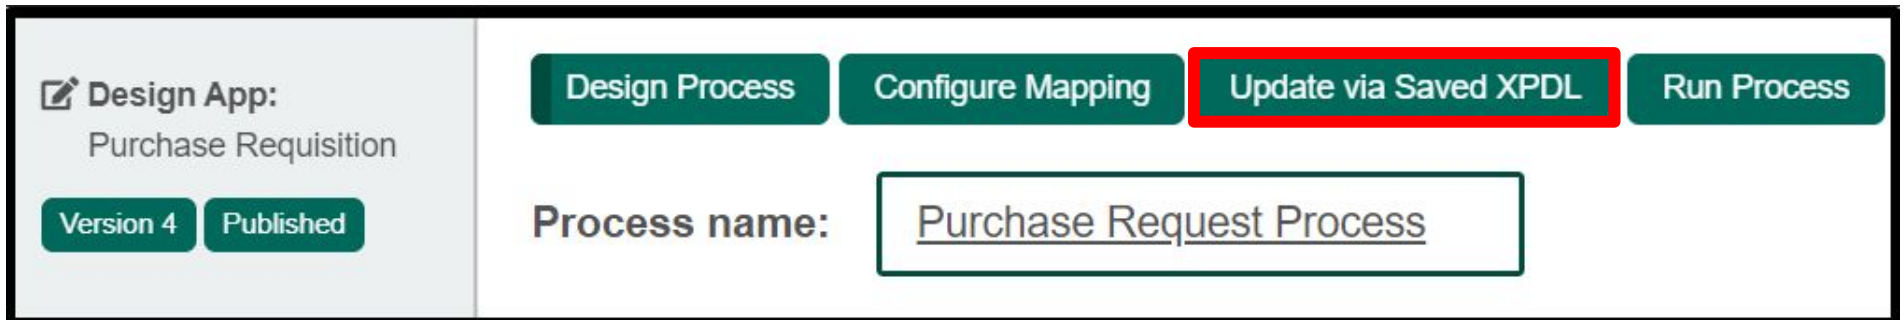 Design App:
Purchase Requisition
Version 4 Published
Design Process Configure Mapping Update via Saved XPDL Run Process
Process name: Purchase Request Process